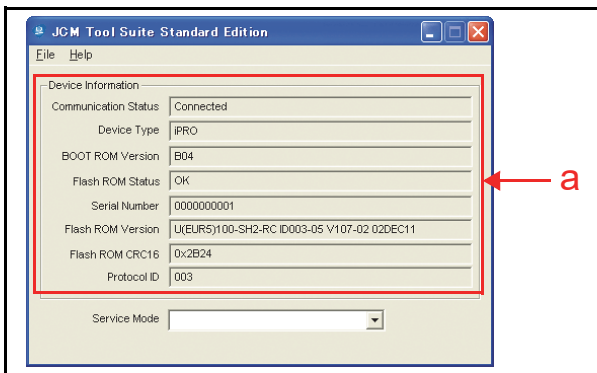 JCM Tool Suite Standard Edition
File Help
Device Information
Communication Status Connected
Device Type iPRO
BOOT ROM Version B04
Flash ROM Status OK
Serial Number 0000000001
Flash ROM Version U(EUR5)100-SH2-RC ID003-05 V107-02 02DEC11
Flash ROM CRC16 0x2B24
Protocol ID 003
Service Mode
a